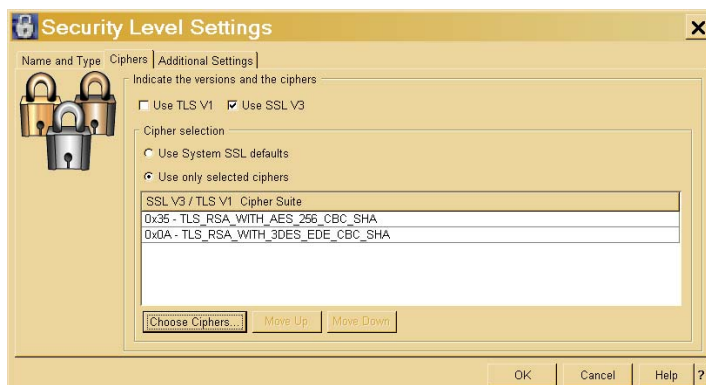 Security Level Settings
Name and Type Ciphers Additional Settings
Indicate the versions and the ciphers
Use TLS V1 Use SSL V3
Cipher selection
Use System SSL defaults
Use only selected ciphers
SSL V3 / TLS V1 Cipher Suite
0x35 - TLS_RSA_WITH_AES_256_CBC_SHA
0x0A - TLS_RSA_WITH_3DES_EDE_CBC_SHA
Choose Ciphers... Move Up Move Down
OK Cancel Help ?